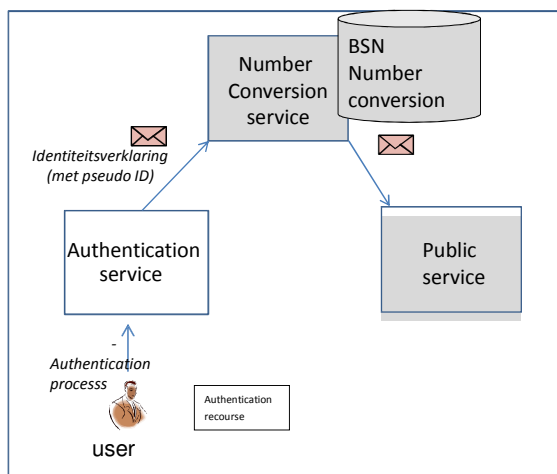 BSN
Number
conversion
Number
Conversion
service
Identiteitsverklaring
(met pseudo ID)
Authentication
service
Public
service
-
Authentication
processs
Authentication
recourse
user